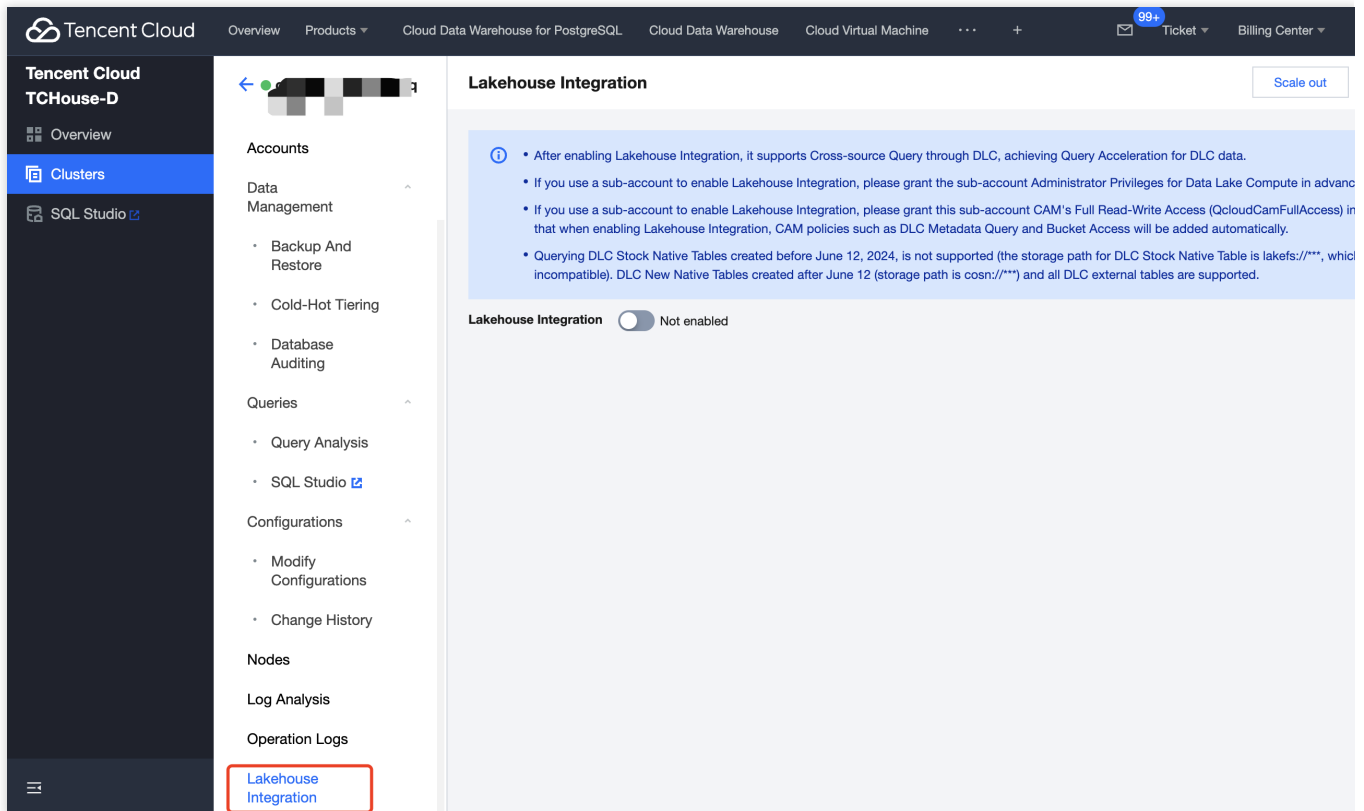 Tencent Cloud
Overview
Products
Cloud Data Warehouse for PostgreSQL
Cloud Data Warehouse
Cloud Virtual Machine
...
+
99+
Ticket
Billing Center
Tencent Cloud
TCHouse-D
Overview
Clusters
SQL Studio
Accounts
Data
Management
Backup And
Restore
Cold-Hot Tiering
Database
Auditing
Queries
Query Analysis
SQL Studio
Configurations
Modify
Configurations
Change History
Nodes
Log Analysis
Operation Logs
Lakehouse
Integration
Lakehouse Integration
Scale out
• After enabling Lakehouse Integration, it supports Cross-source Query through DLC, achieving Query Acceleration for DLC data.
• If you use a sub-account to enable Lakehouse Integration, please grant the sub-account Administrator Privileges for Data Lake Compute in advanc
• If you use a sub-account to enable Lakehouse Integration, please grant this sub-account CAM's Full Read-Write Access (QcloudCamFullAccess) in
that when enabling Lakehouse Integration, CAM policies such as DLC Metadata Query and Bucket Access will be added automatically.
• Querying DLC Stock Native Tables created before June 12, 2024, is not supported (the storage path for DLC Stock Native Table is lakefs://***, whic
incompatible). DLC New Native Tables created after June 12 (storage path is cosn://***) and all DLC external tables are supported.
Lakehouse Integration
Not enabled